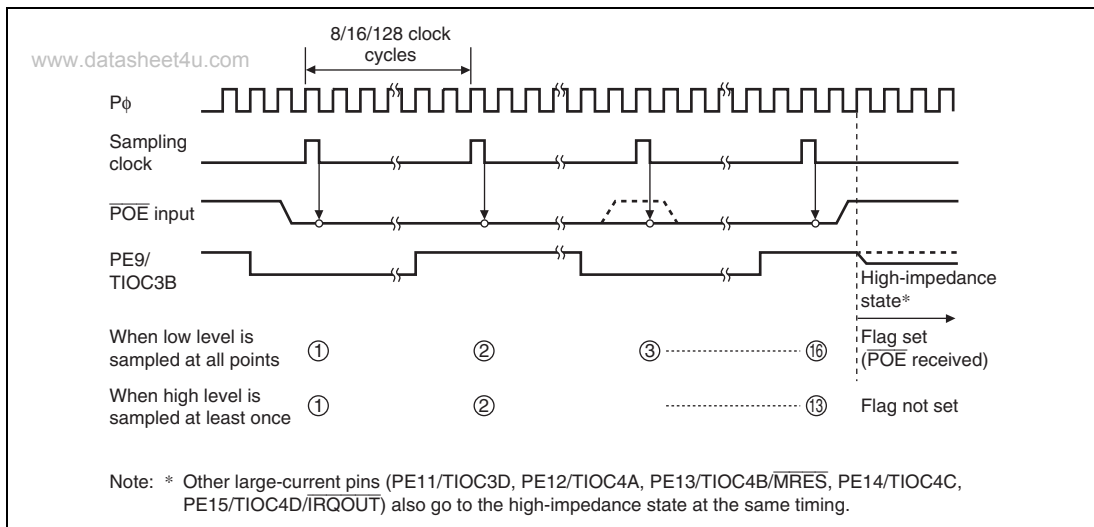 www.datasheet4u.com
8/16/128 clock
cycles
Pϕ
Sampling
clock
POE input
PE9/
TIOC3B
High-impedance
state*
When low level is
sampled at all points
① ② ③ ⑯
Flag set
(POE received)
When high level is
sampled at least once
① ② ⑬ Flag not set
Note: * Other large-current pins (PE11/TIOC3D, PE12/TIOC4A, PE13/TIOC4B/MRES, PE14/TIOC4C,
PE15/TIOC4D/IRQOUT) also go to the high-impedance state at the same timing.